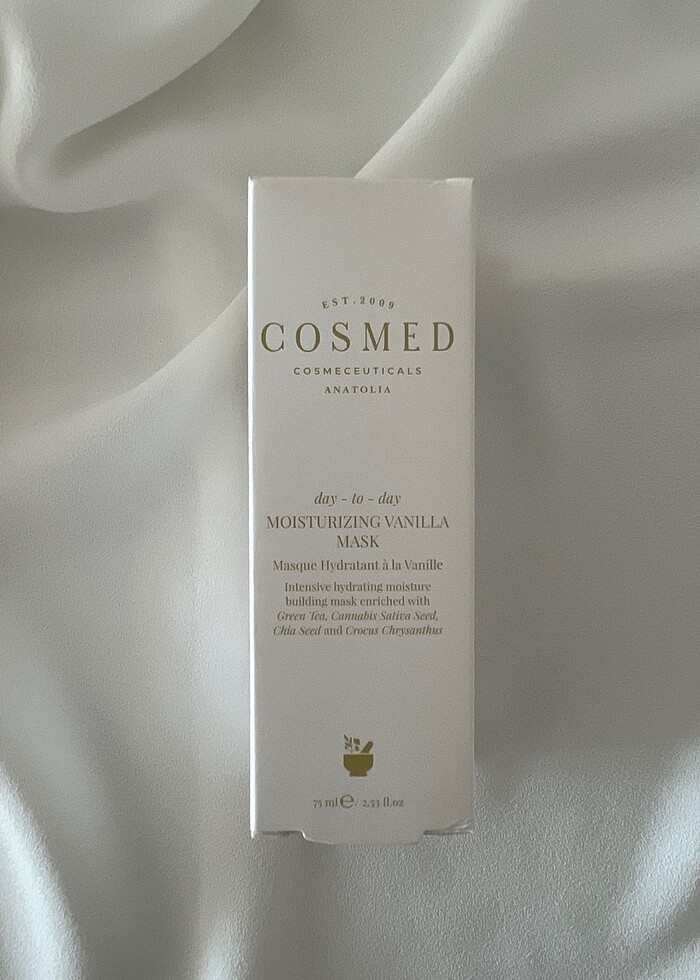 EST.2009
COSMED
COSMECEUTICALS
ANATOLIA
day - to - day
MOISTURIZING VANILLA
MASK
Masque Hydratant à la Vanille
Intensive hydrating moisture
building mask enriched with
Green Tea, Cannabis Sativa Seed,
Chia Seed and Crocus Chrysanthus
75 ml ℮ / 2,53 fl.oz